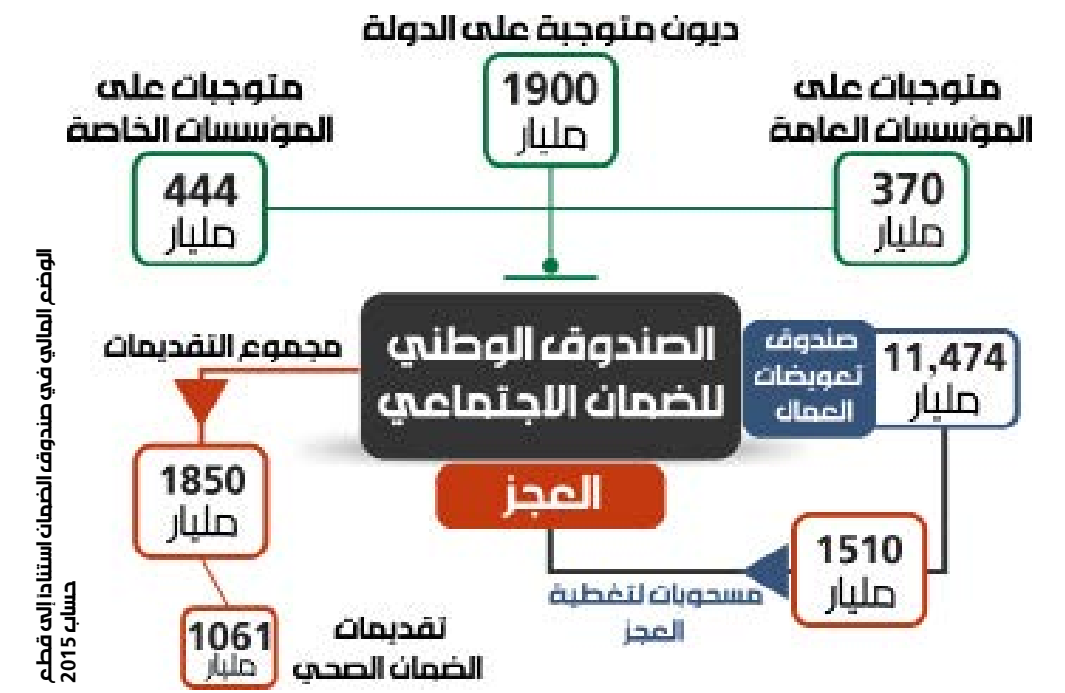 ديون متوجبة على الدولة
1900
مليار
متوجبات على
المؤسسات العامة
370
مليار
متوجبات على
المؤسسات الخاصة
444
مليار
الصندوق الوطني
للضمان الاجتماعي
صندوق
تعويضات
العمال
11,474
مليار
مجموع التقديمات
1850
مليار
العجز
1510
مليار
مسحوبات لتغطية
العجز
1061
مليار
تقديمات
الضمان الصحي
الوضع المالي في صندوق الضمان استنادا إلى قطع
حساب 2015